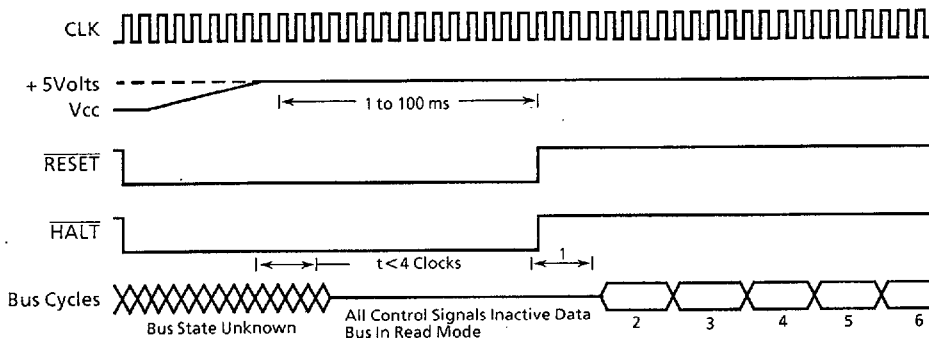 CLK
+ 5Volts
Vcc
1 to 100 ms
RESET
HALT
t < 4 Clocks
1
Bus Cycles
Bus State Unknown
All Control Signals Inactive Data
Bus In Read Mode
2 3 4 5 6